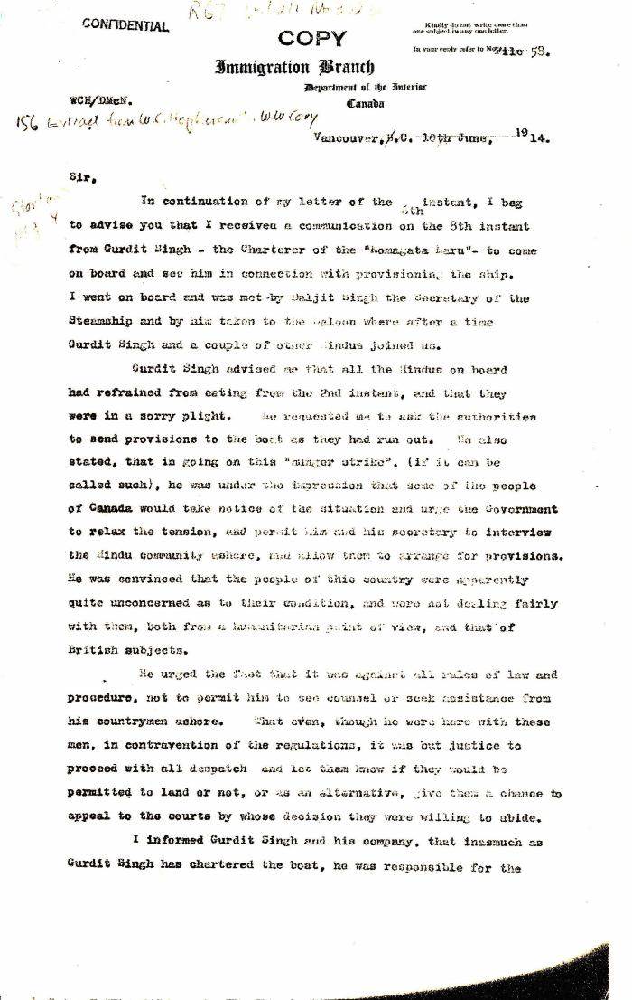 CONFIDENTIAL
COPY
Kindly do not write more than
one subject in any one letter.
In your reply refer to No. File 58.
Immigration Branch
Department of the Interior
Canada
WCH/DMcN.
156 Extract from W.C. Hopkinson W.W. Cory
Vancouver, B.C. 10th June, 1914.
Sir,
In continuation of my letter of the 5th instant, I beg
to advise you that I received a communication on the 8th instant
from Gurdit Singh - the Charterer of the "Komagata Maru"- to come
on board and see him in connection with provisioning the ship.
I went on board and was met by Daljit Singh the Secretary of the
Steamship and by him taken to the saloon where after a time
Gurdit Singh and a couple of other Hindus joined us.
Gurdit Singh advised me that all the Hindus on board
had refrained from eating from the 2nd instant, and that they
were in a sorry plight. He requested me to ask the authorities
to send provisions to the boat as they had run out. He also
stated, that in going on this "hunger strike", (if it can be
called such), he was under the impression that some of the people
of Canada would take notice of the situation and urge the Government
to relax the tension, and permit him and his secretary to interview
the Hindu community ashore, and allow them to arrange for provisions.
He was convinced that the people of this country were apparently
quite unconcerned as to their condition, and were not dealing fairly
with them, both from a humanitarian point of view, and that of
British subjects.
He urged the fact that it was against all rules of law and
procedure, not to permit him to see counsel or seek assistance from
his countrymen ashore. That even, though he were here with these
men, in contravention of the regulations, it was but justice to
proceed with all despatch and let them know if they would be
permitted to land or not, or as an alternative, give them a chance to
appeal to the courts by whose decision they were willing to abide.
I informed Gurdit Singh and his company, that inasmuch as
Gurdit Singh has chartered the boat, he was responsible for the